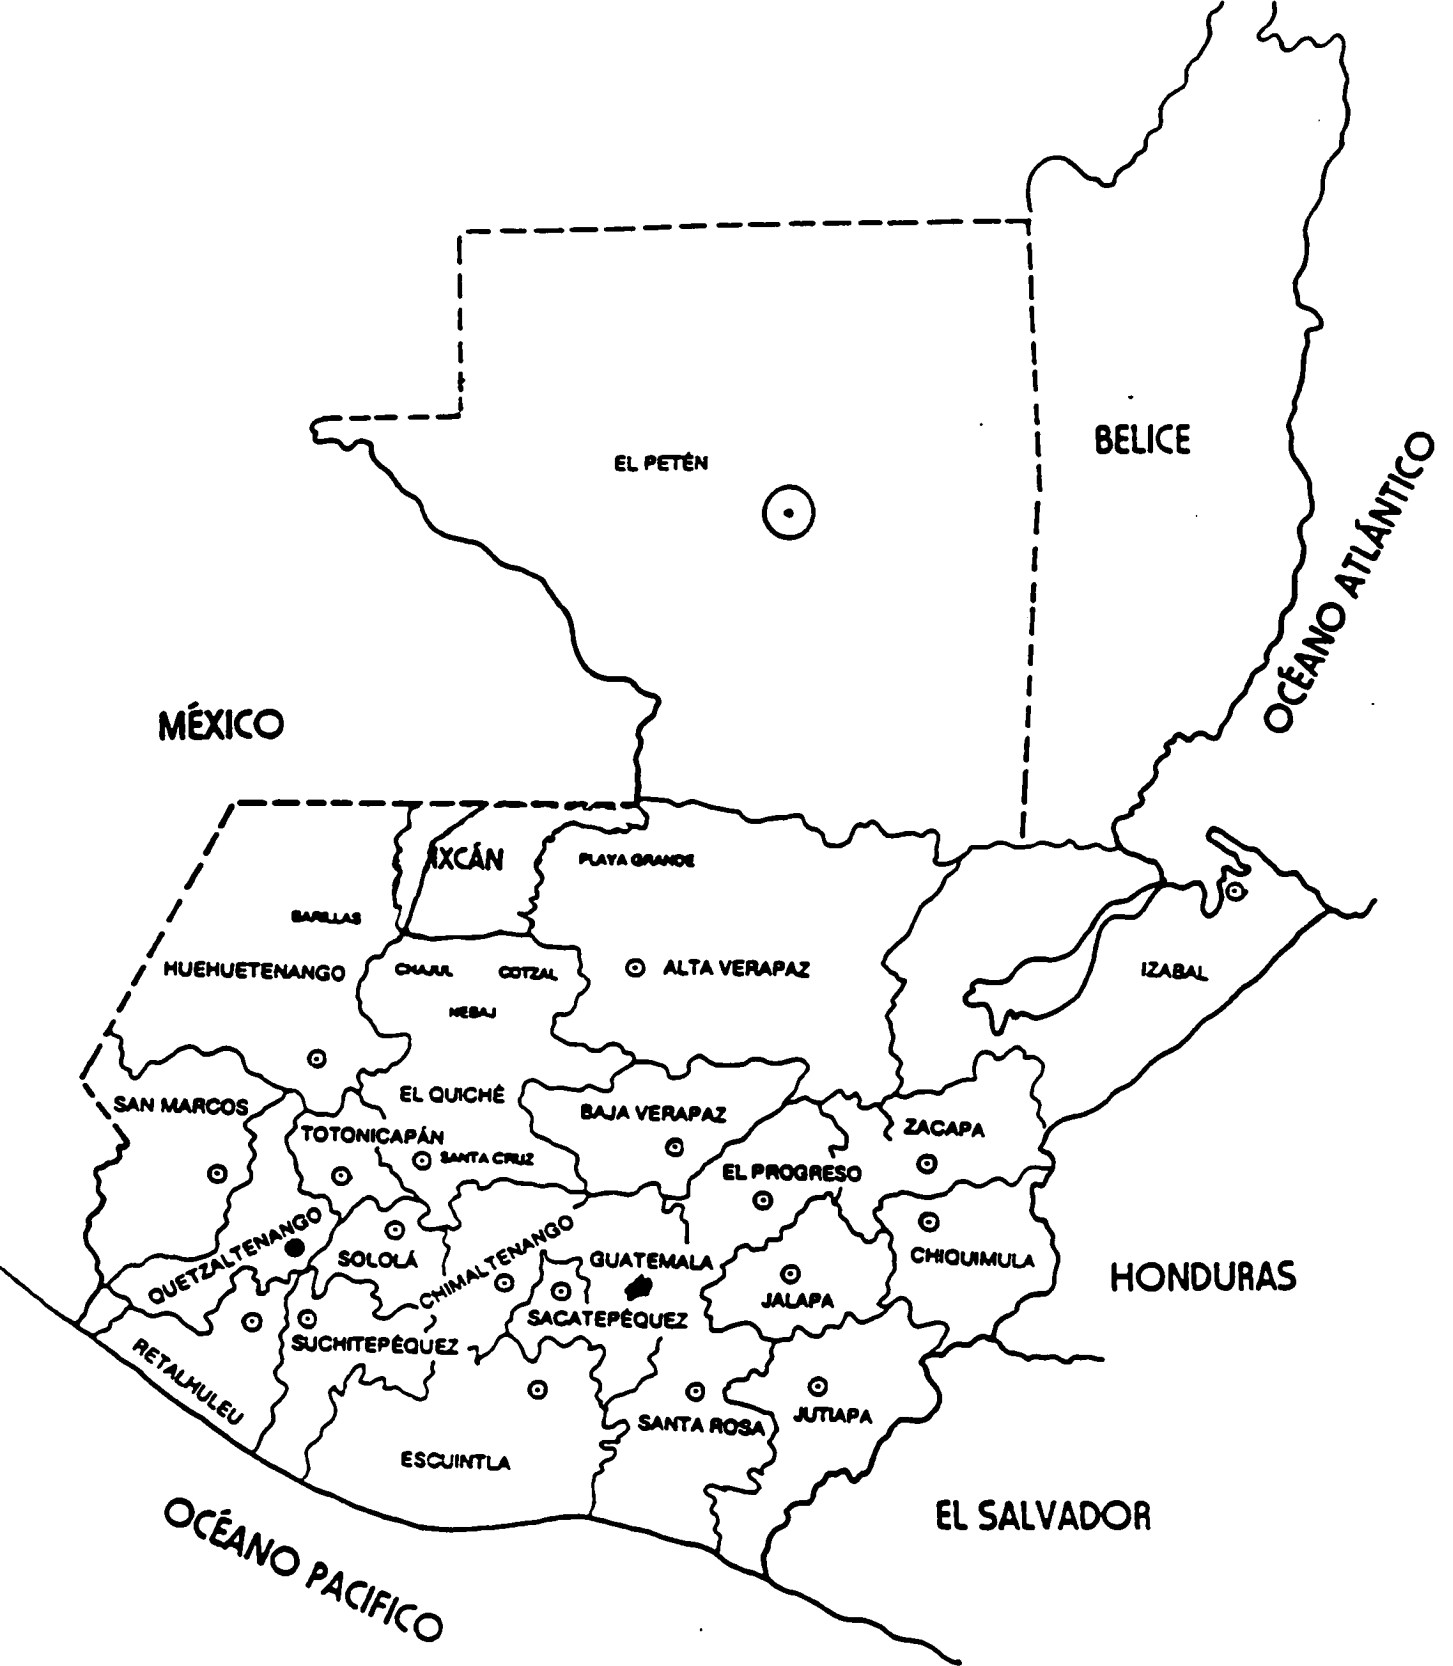 BELICE
EL PETÉN
OCÉANO ATLÁNTICO
MÉXICO
IXCÁN
PLAYA GRANDE
BARILLAS
HUEHUETENANGO
CHAJUL
COTZAL
ALTA VERAPAZ
IZABAL
NEBAJ
EL QUICHÉ
SAN MARCOS
BAJA VERAPAZ
ZACAPA
TOTONICAPÁN
SANTA CRUZ
EL PROGRESO
QUETZALTENANGO
SOLOLÁ
CHIMALTENANGO
GUATEMALA
CHIQUIMULA
HONDURAS
JALAPA
SACATEPÉQUEZ
SUCHITEPÉQUEZ
RETALHULEU
SANTA ROSA
JUTIAPA
ESCUINTLA
EL SALVADOR
OCÉANO PACIFICO